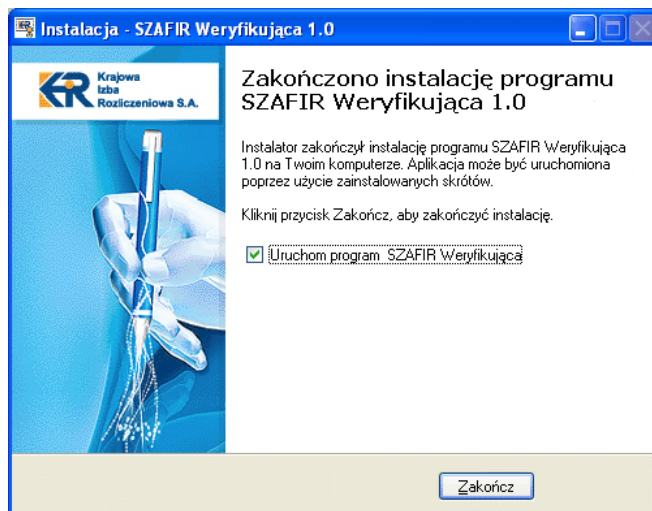 Instalacja - SZAFIR Weryfikująca 1.0
KIR
Krajowa
Izba
Rozliczeniowa S.A.
Zakończono instalację programu
SZAFIR Weryfikująca 1.0
Instalator zakończył instalację programu SZAFIR Weryfikująca
1.0 na Twoim komputerze. Aplikacja może być uruchomiona
poprzez użycie zainstalowanych skrótów.
Kliknij przycisk Zakończ, aby zakończyć instalację.
Uruchom program SZAFIR Weryfikująca
Zakończ